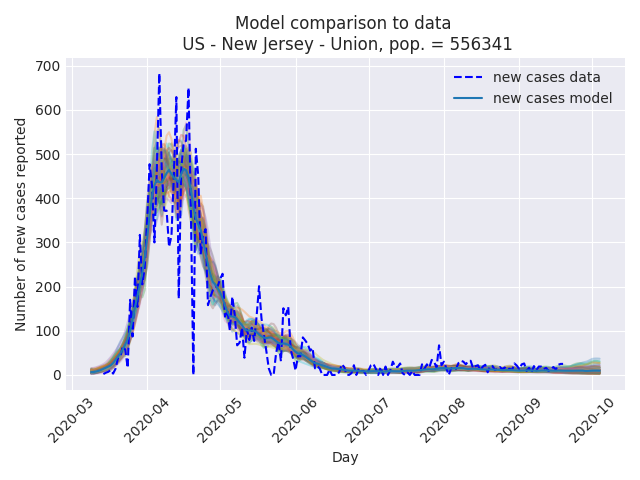 Model comparison to data
US - New Jersey - Union, pop. = 556341
new cases data
new cases model
Number of new cases reported
700
600
500
400
300
200
100
0
2020-03
2020-04
2020-05
2020-06
2020-07
2020-08
2020-09
2020-10
Day